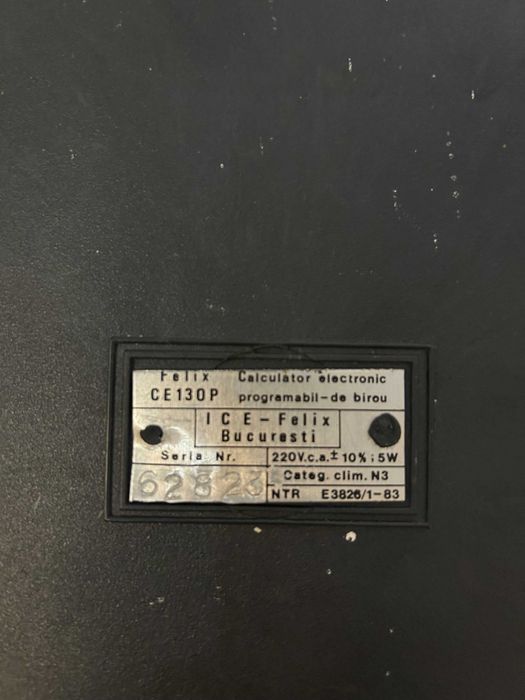 Felix Calculator electronic
CE130P programabil-de birou
ICE-Felix
Bucuresti
Seria Nr. 220V.c.a.± 10% ; 5W
62823 Categ. clim. N3
NTR E3826/1-83